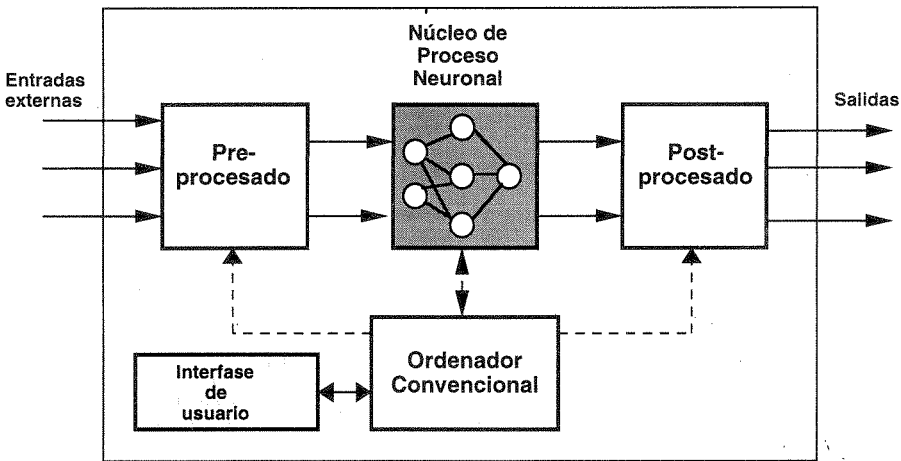 Núcleo de
Proceso
Neuronal
Entradas
externas
Salidas
Pre-
procesado
Post-
procesado
Ordenador
Convencional
Interfase
de
usuario